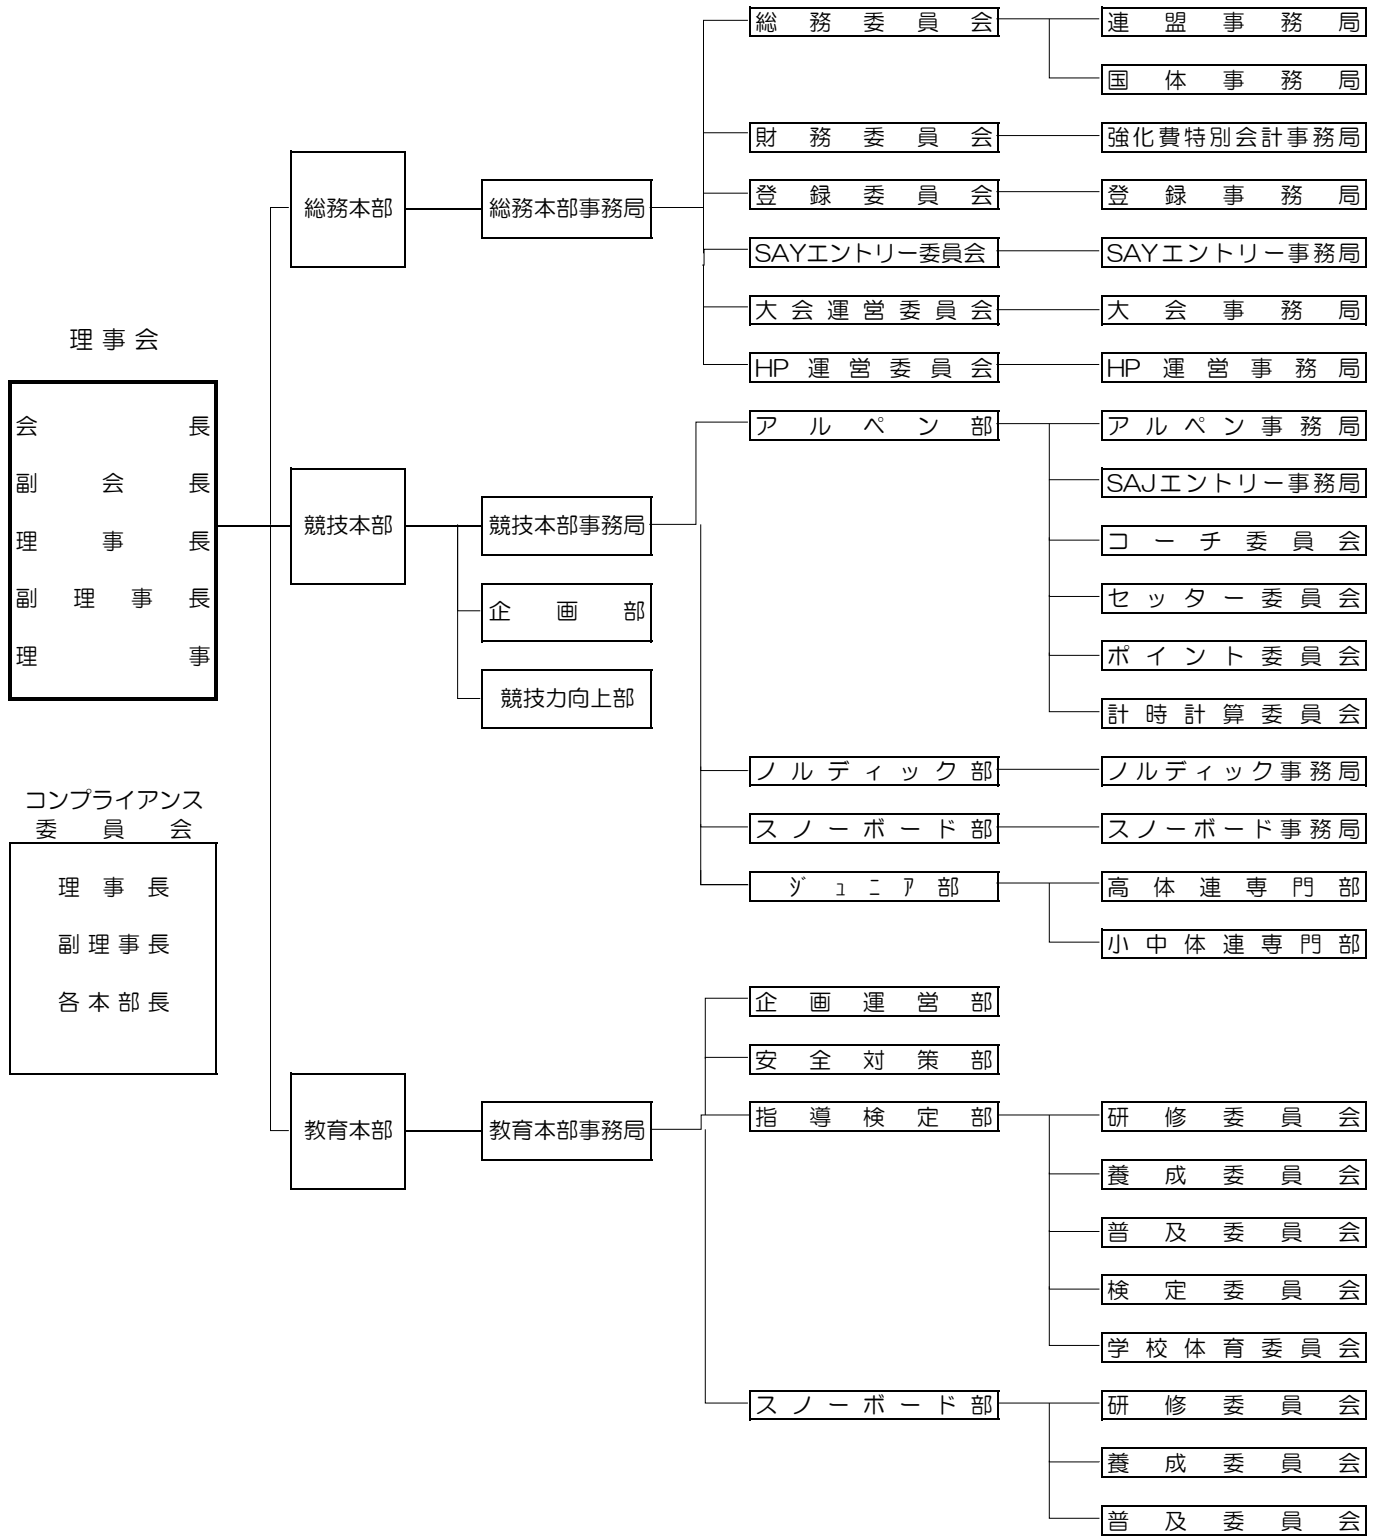 総務委員会
連盟事務局
国体事務局
財務委員会
強化費特別会計事務局
総務本部
総務本部事務局
登録委員会
登録事務局
SAYエントリー委員会
SAYエントリー事務局
大会運営委員会
大会事務局
理事会
HP運営委員会
HP運営事務局
会長
副会長
理事長
副理事長
理事
競技本部
競技本部事務局
企画部
競技力向上部
アルペン部
アルペン事務局
SAJエントリー事務局
コーチ委員会
セッター委員会
ポイント委員会
計時計算委員会
ノルディック部
ノルディック事務局
スノーボード部
スノーボード事務局
ジュニア部
高体連専門部
小中体連専門部
コンプライアンス
委員会
理事長
副理事長
各本部長
教育本部
教育本部事務局
企画運営部
安全対策部
指導検定部
研修委員会
養成委員会
普及委員会
検定委員会
学校体育委員会
スノーボード部
研修委員会
養成委員会
普及委員会